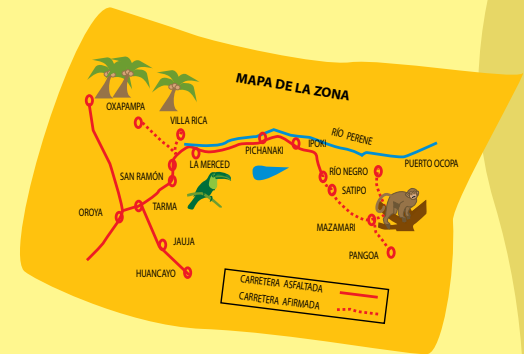 MAPA DE LA ZONA
OXAPAMPA
VILLA RICA
RÍO PERENE
IPOKI
PICHANAKI
PUERTO OCOPA
LA MERCED
SAN RAMÓN
RÍO NEGRO
SATIPO
TARMA
OROYA
MAZAMARI
JAUJA
PANGOA
HUANCAYO
CARRETERA ASFALTADA
CARRETERA AFIRMADA